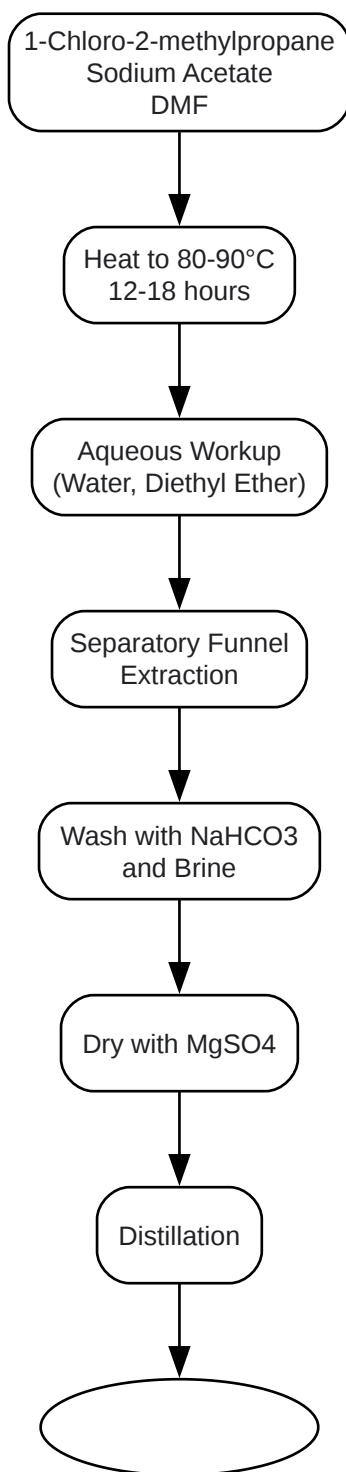 1-Chloro-2-methylpropane
Sodium Acetate
DMF
Heat to 80-90°C
12-18 hours
Aqueous Workup
(Water, Diethyl Ether)
Separatory Funnel
Extraction
Wash with NaHCO3
and Brine
Dry with MgSO4
Distillation